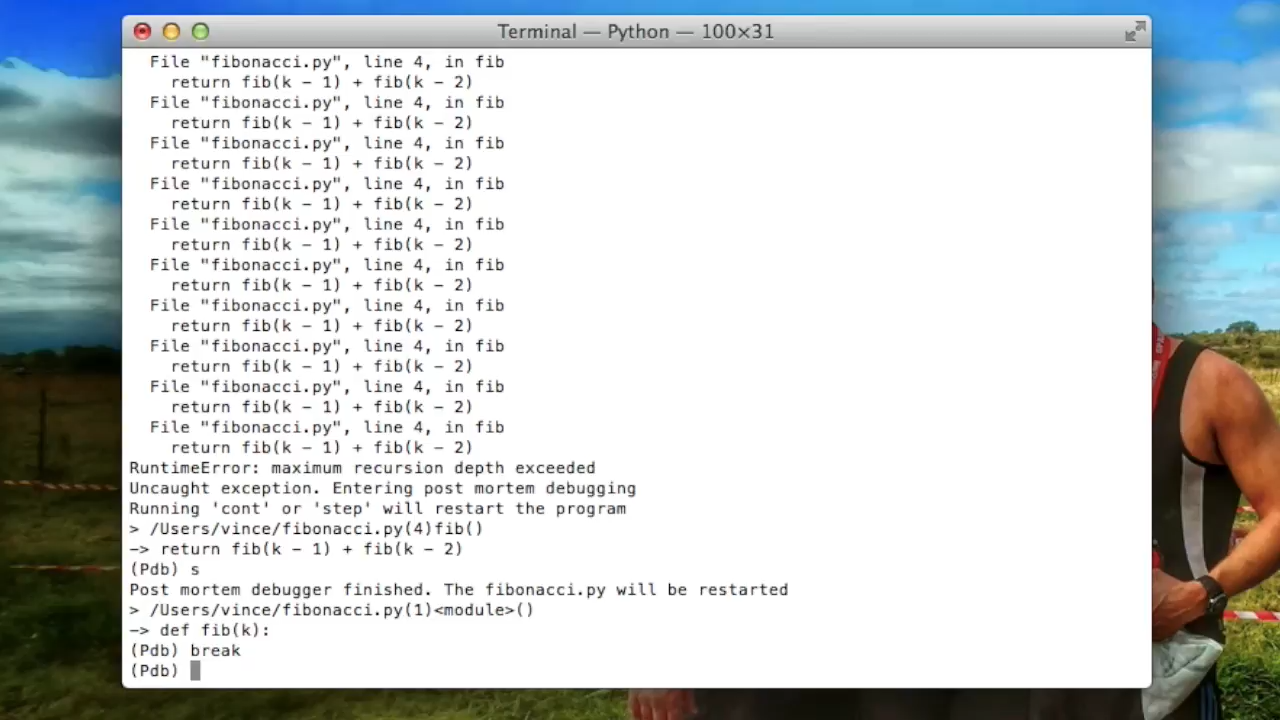 Terminal — Python — 100×31
  File "fibonacci.py", line 4, in fib
    return fib(k - 1) + fib(k - 2)
  File "fibonacci.py", line 4, in fib
    return fib(k - 1) + fib(k - 2)
  File "fibonacci.py", line 4, in fib
    return fib(k - 1) + fib(k - 2)
  File "fibonacci.py", line 4, in fib
    return fib(k - 1) + fib(k - 2)
  File "fibonacci.py", line 4, in fib
    return fib(k - 1) + fib(k - 2)
  File "fibonacci.py", line 4, in fib
    return fib(k - 1) + fib(k - 2)
  File "fibonacci.py", line 4, in fib
    return fib(k - 1) + fib(k - 2)
  File "fibonacci.py", line 4, in fib
    return fib(k - 1) + fib(k - 2)
  File "fibonacci.py", line 4, in fib
    return fib(k - 1) + fib(k - 2)
  File "fibonacci.py", line 4, in fib
    return fib(k - 1) + fib(k - 2)
RuntimeError: maximum recursion depth exceeded
Uncaught exception. Entering post mortem debugging
Running 'cont' or 'step' will restart the program
> /Users/vince/fibonacci.py(4)fib()
-> return fib(k - 1) + fib(k - 2)
(Pdb) s
Post mortem debugger finished. The fibonacci.py will be restarted
> /Users/vince/fibonacci.py(1)<module>()
-> def fib(k):
(Pdb) break
(Pdb)